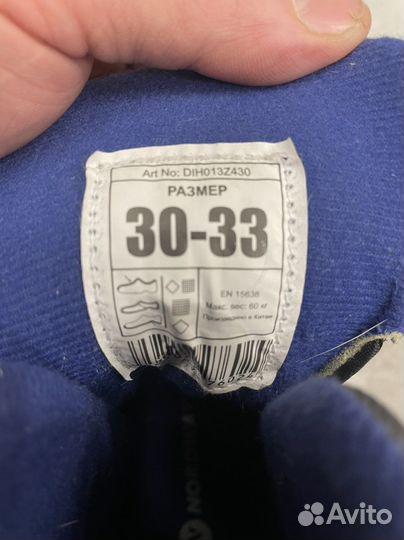 Art No: DIH013Z430
РАЗМЕР
30-33
EN 15638
Макс. вес: 60 кг
Произведено в Китае
Avito